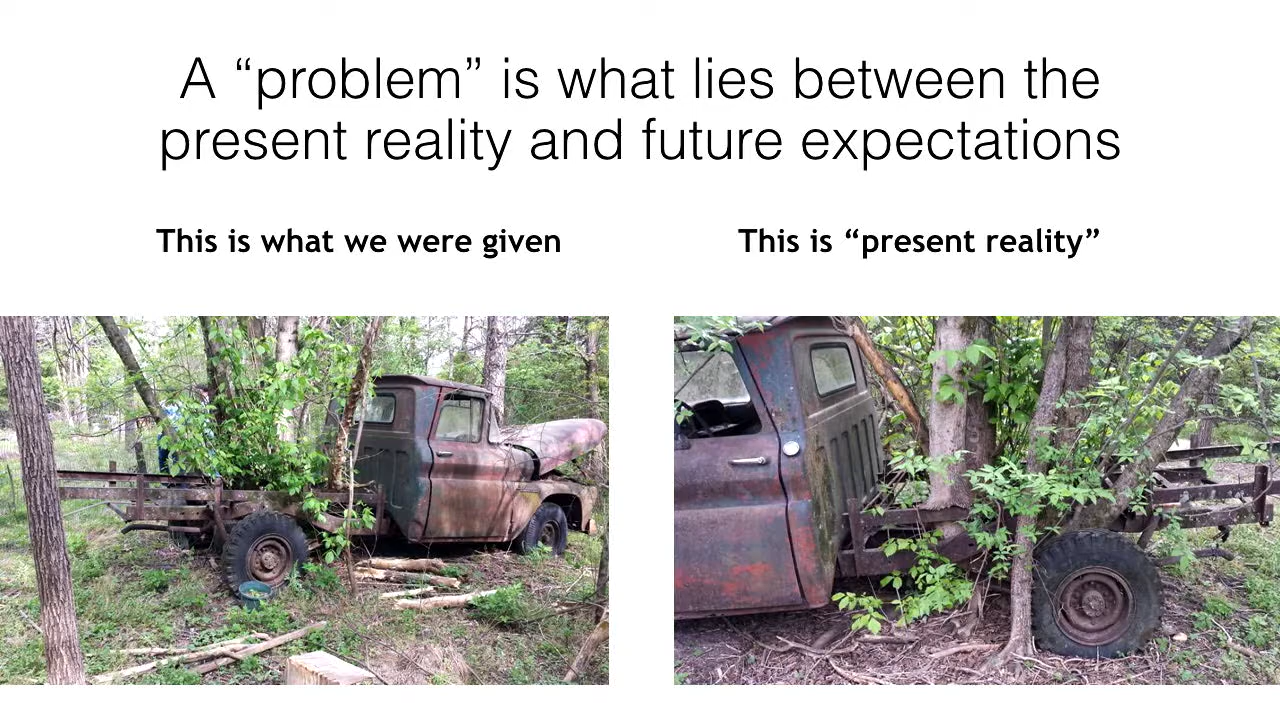 A “problem” is what lies between the
present reality and future expectations
This is what we were given
This is “present reality”